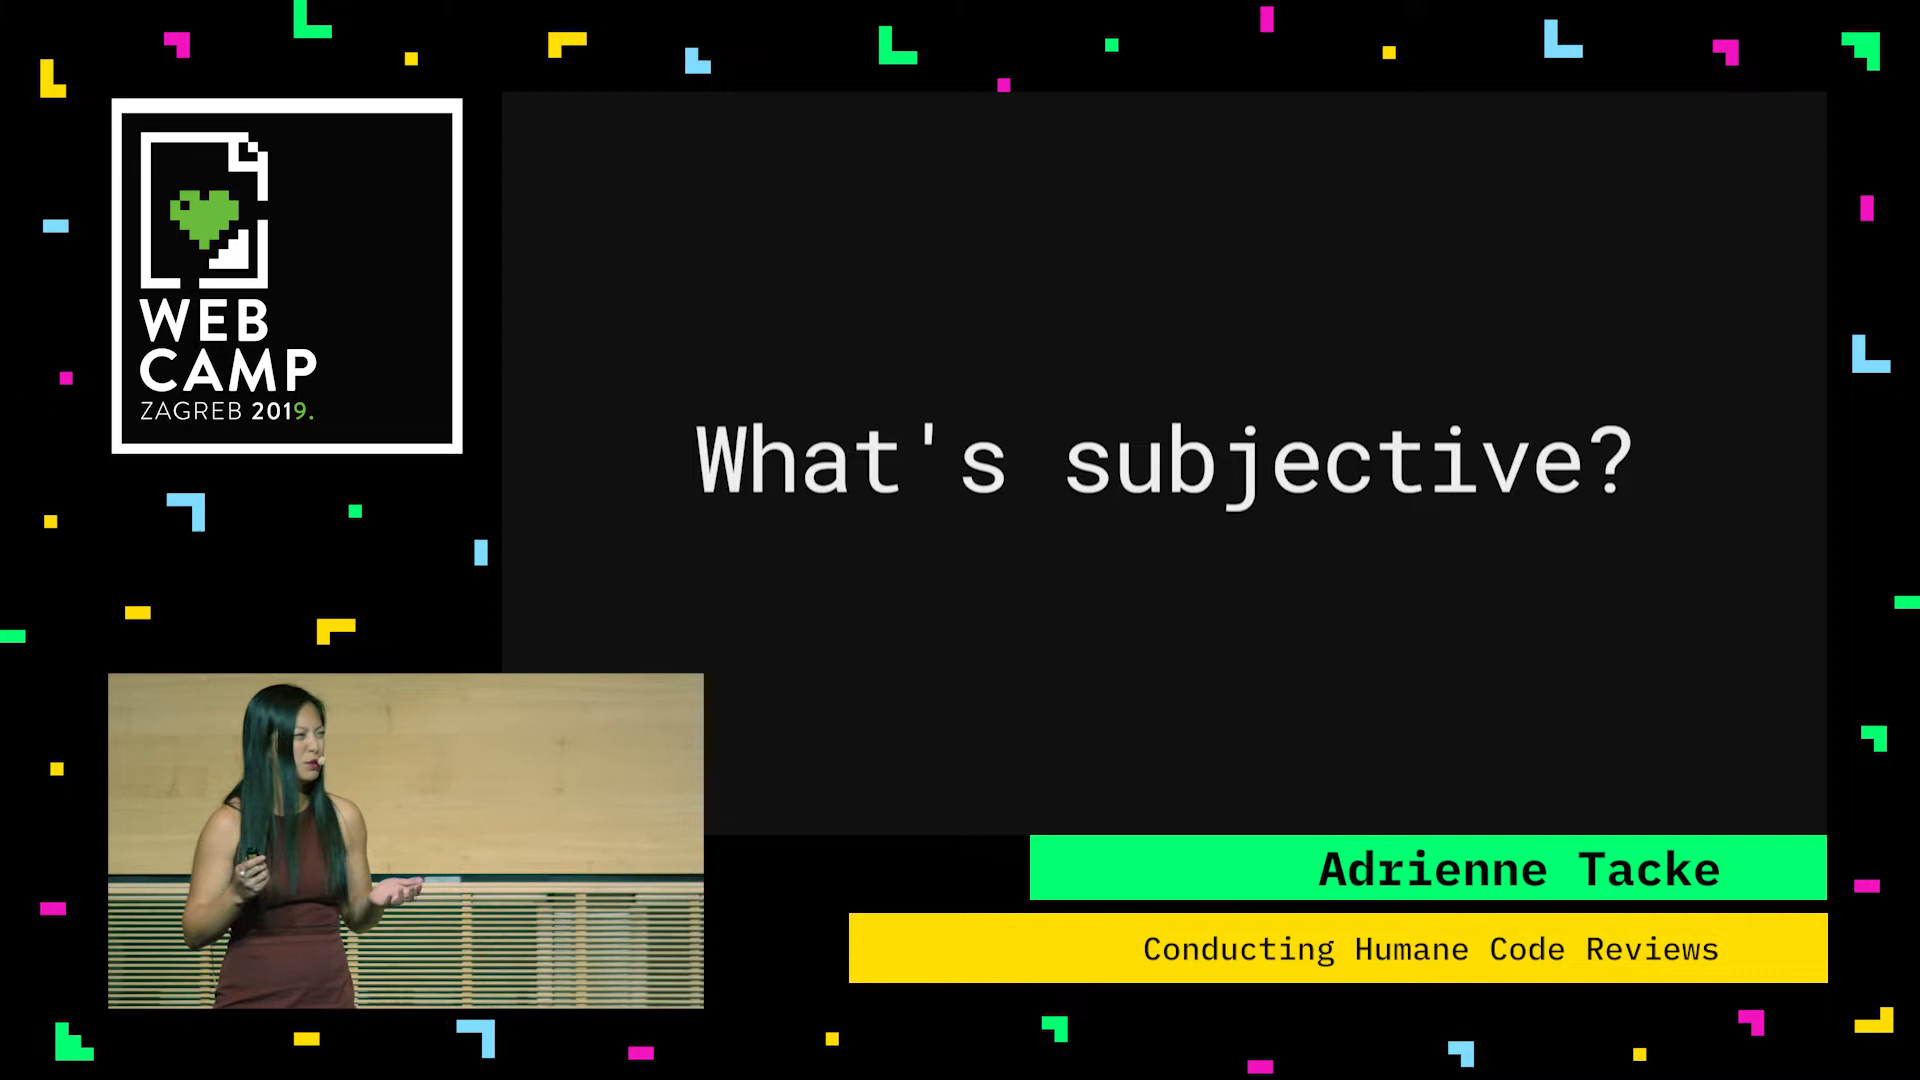 WEB
CAMP
ZAGREB 2019.
What's subjective?
Adrienne Tacke
Conducting Humane Code Reviews